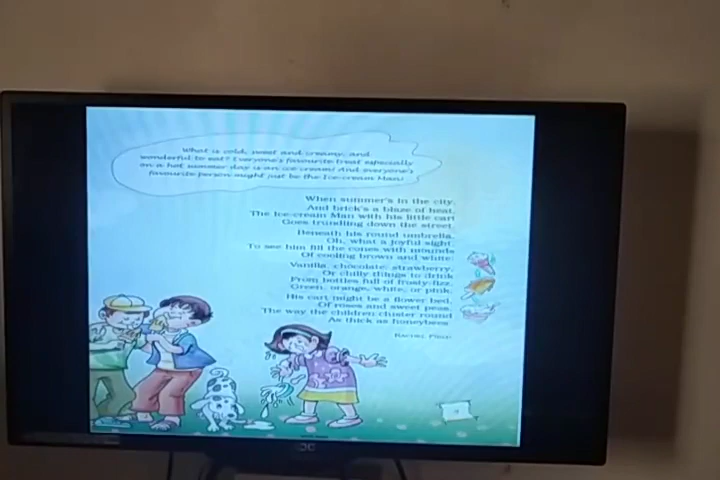 What is cold, sweet and creamy, and
wonderful to eat? Everyone's favourite treat especially
on a hot summer day is an ice-cream! And everyone's
favourite person might just be the Ice-cream Man!
When summer's in the city,
And brick's a blaze of heat,
The Ice-cream Man with his little cart
Goes trundling down the street.
Beneath his round umbrella,
Oh, what a joyful sight,
To see him fill the cones with mounds
Of cooling brown and white:
Vanilla, chocolate, strawberry,
Or chilly things to drink
From bottles full of frosty-fizz,
Green, orange, white, or pink.
His cart might be a flower bed,
Of roses and sweet peas,
The way the children cluster round
As thick as honeybees.